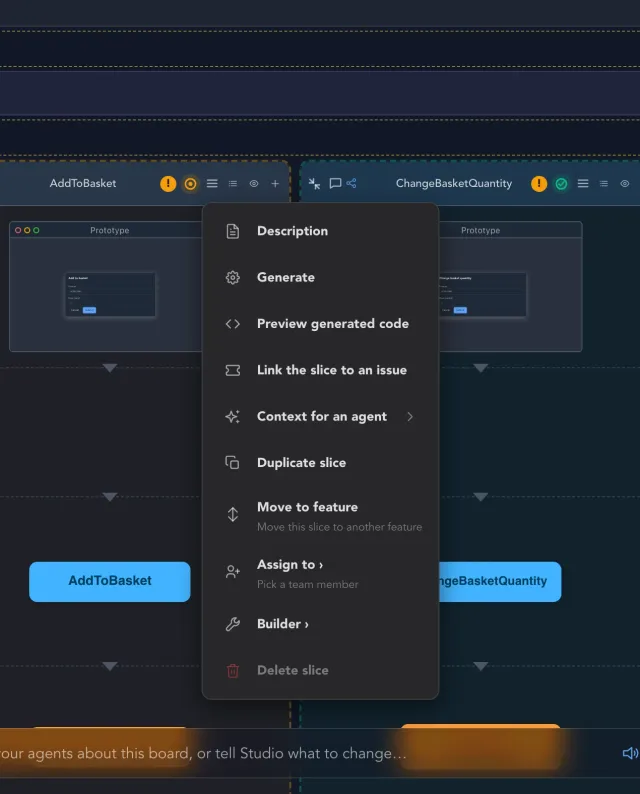 AddToBasket
ChangeBasketQuantity
Prototype
Prototype
Description
Generate
Preview generated code
Link the slice to an issue
Context for an agent
Duplicate slice
Move to feature
Move this slice to another feature
Assign to ›
Pick a team member
Builder ›
Delete slice
AddToBasket
ngeBasketQuantity
our agents about this board, or tell Studio what to change…